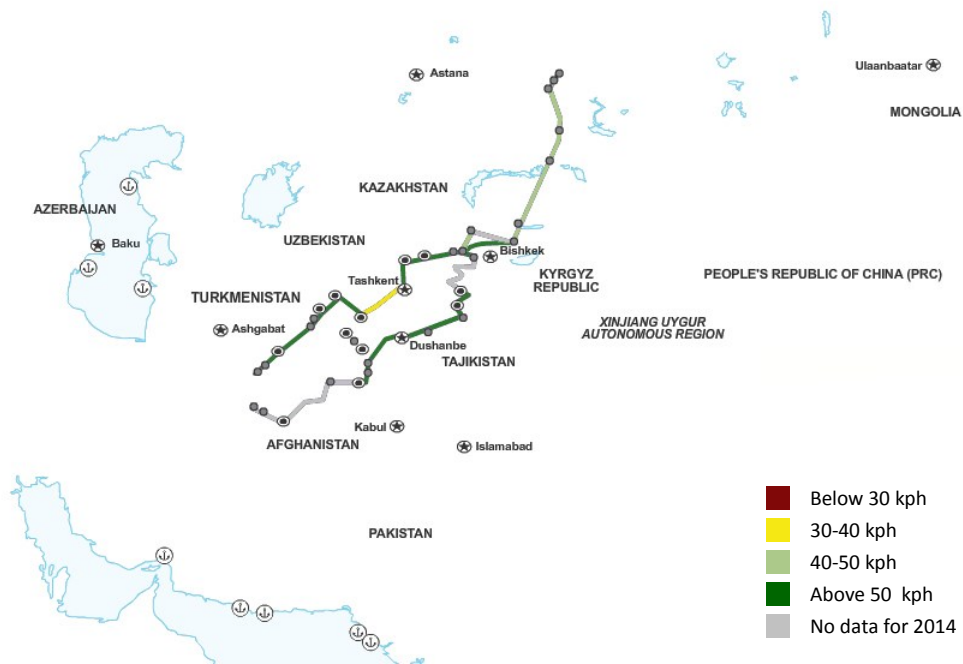 Astana
Ulaanbaatar
MONGOLIA
KAZAKHSTAN
AZERBAIJAN
UZBEKISTAN
Baku
Bishkek
KYRGYZ
REPUBLIC
PEOPLE'S REPUBLIC OF CHINA (PRC)
Tashkent
TURKMENISTAN
XINJIANG UYGUR
AUTONOMOUS REGION
Ashgabat
Dushanbe
TAJIKISTAN
Kabul
AFGHANISTAN
Islamabad
PAKISTAN
Below 30 kph
30-40 kph
40-50 kph
Above 50 kph
No data for 2014